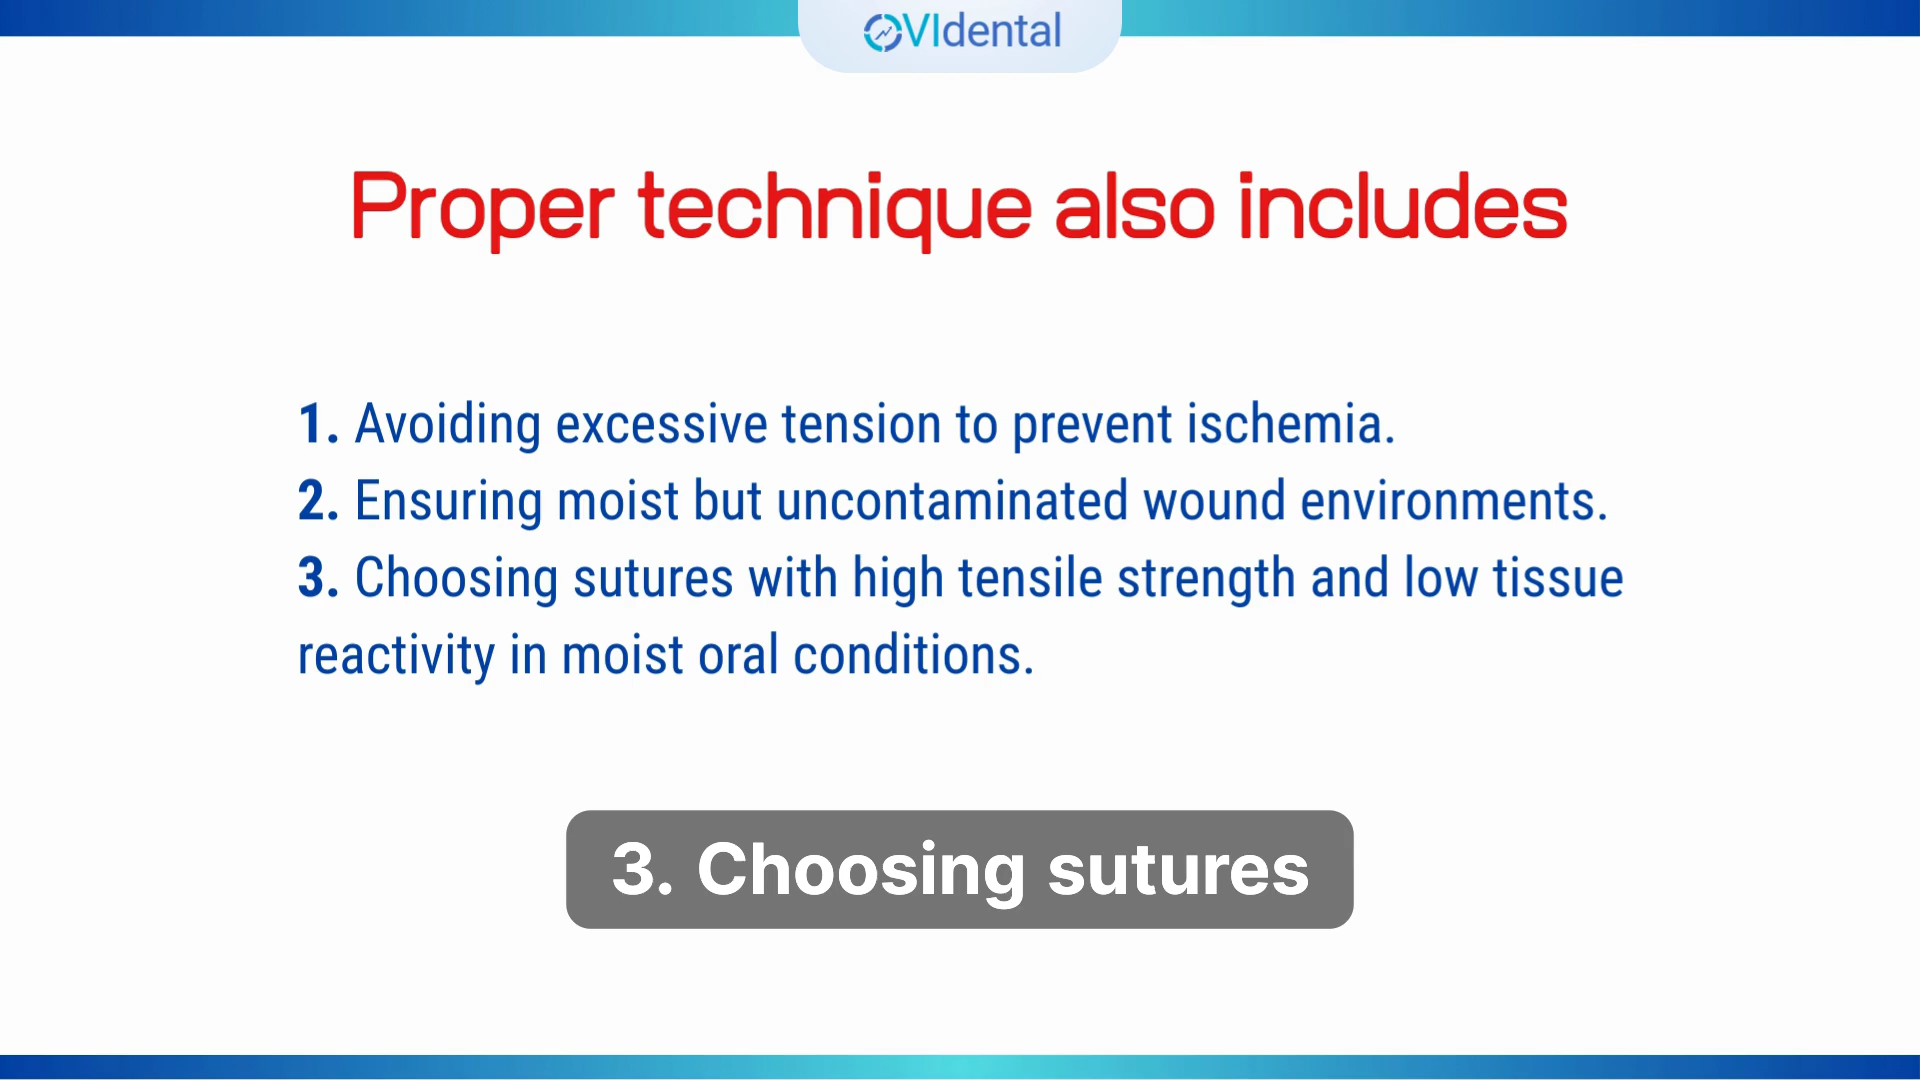 VIdental
Proper technique also includes
1. Avoiding excessive tension to prevent ischemia.
2. Ensuring moist but uncontaminated wound environments.
3. Choosing sutures with high tensile strength and low tissue
reactivity in moist oral conditions.
3. Choosing sutures